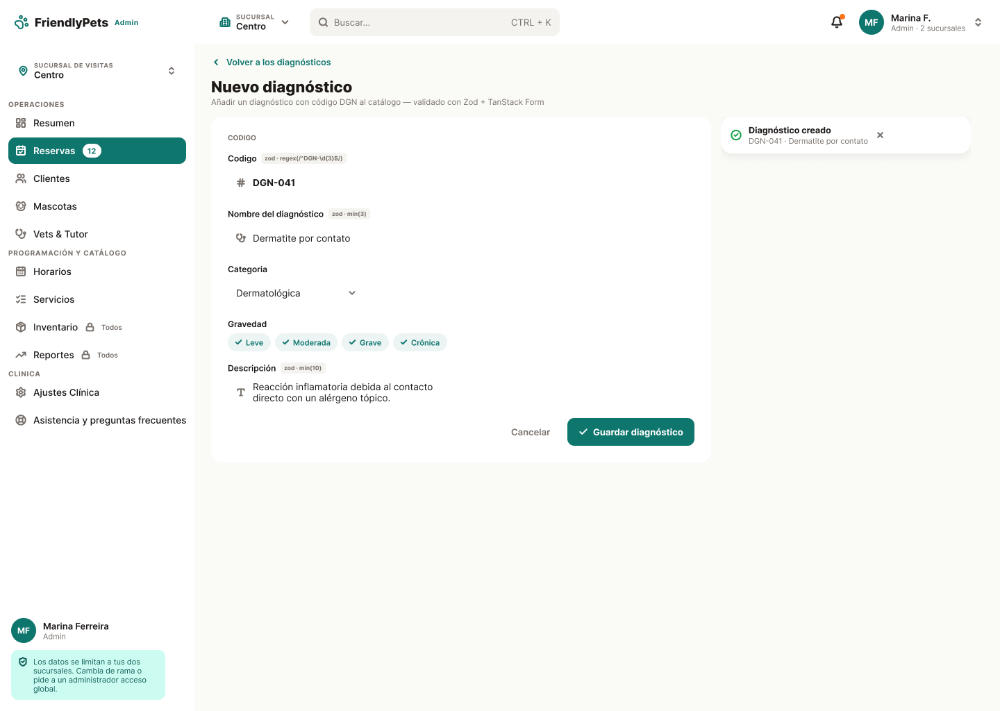 FriendlyPets Admin
SUCURSAL
Centro
Buscar...
CTRL + K
MF
Marina F.
Admin · 2 sucursales
SUCURSAL DE VISITAS
Centro
OPERACIONES
Resumen
Reservas 12
Clientes
Mascotas
Vets & Tutor
PROGRAMACIÓN Y CATÁLOGO
Horarios
Servicios
Inventario Todos
Reportes Todos
CLINICA
Ajustes Clínica
Asistencia y preguntas frecuentes
MF
Marina Ferreira
Admin
Los datos se limitan a tus dos
sucursales. Cambia de rama o
pide a un administrador acceso
global.
Volver a los diagnósticos
Nuevo diagnóstico
Añadir un diagnóstico con código DGN al catálogo — validado con Zod + TanStack Form
CODIGO
Codigo zod · regex(/^DGN-\d{3}$/)
# DGN-041
Nombre del diagnóstico zod · min(3)
Dermatite por contato
Categoria
Dermatológica
Gravedad
Leve Moderada Grave Crônica
Descripción zod · min(10)
Reacción inflamatoria debida al contacto
directo con un alérgeno tópico.
Cancelar
Guardar diagnóstico
Diagnóstico creado
DGN-041 · Dermatite por contato